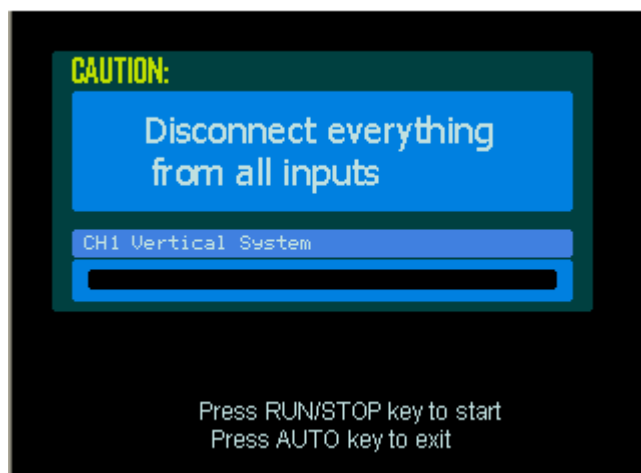 CAUTION:
Disconnect everything
from all inputs
CH1 Vertical System
Press RUN/STOP key to start
Press AUTO key to exit